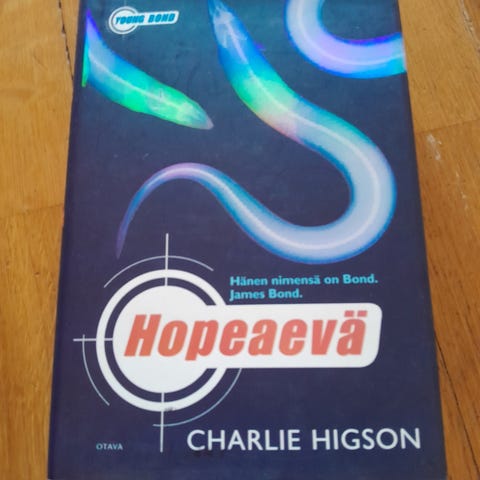 YOUNG BOND
Hänen nimensä on Bond.
James Bond.
Hopeaevä
OTAVA
CHARLIE HIGSON